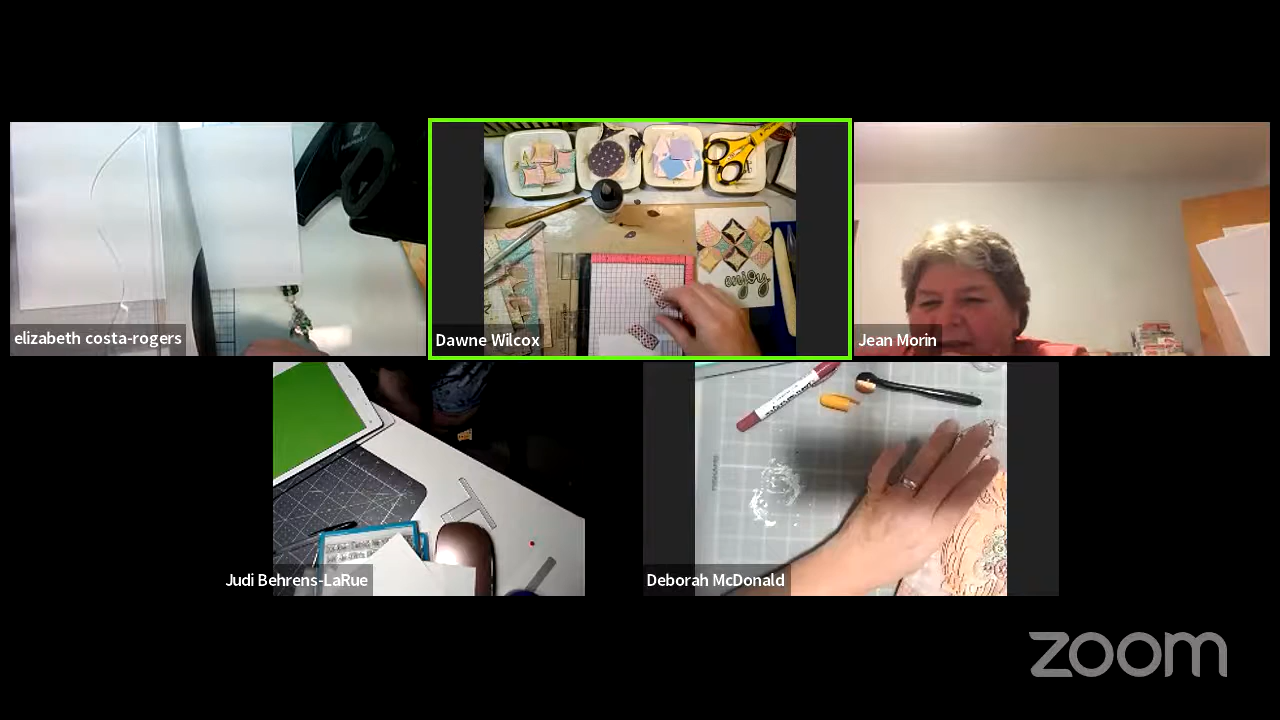 elizabeth costa-rogers
Dawne Wilcox
enjoy
Jean Morin
Judi Behrens-LaRue
Deborah McDonald
zoom